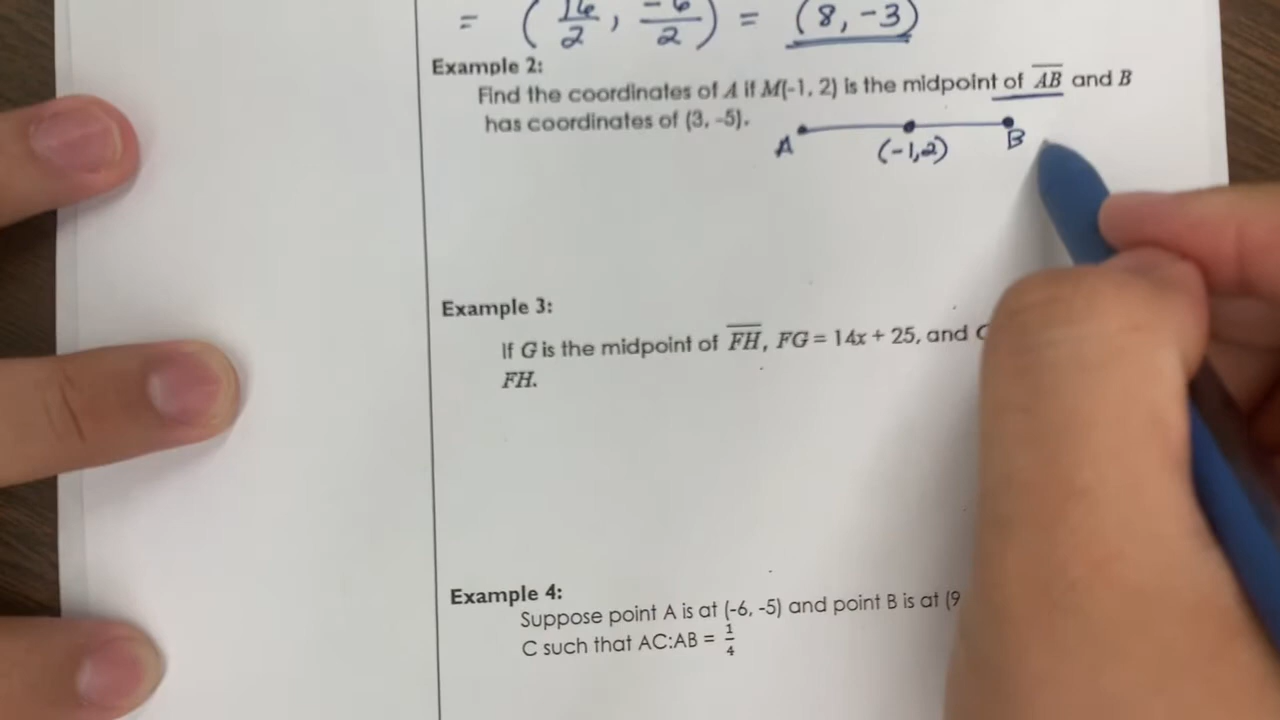 = (16/2, -6/2) = (8, -3)
Example 2:
Find the coordinates of A if M(-1, 2) is the midpoint of AB and B
has coordinates of (3, -5).
A (-1,2) B
Example 3:
If G is the midpoint of FH, FG = 14x + 25, and
FH.
Example 4:
Suppose point A is at (-6, -5) and point B is at (9
C such that AC:AB = 1/4